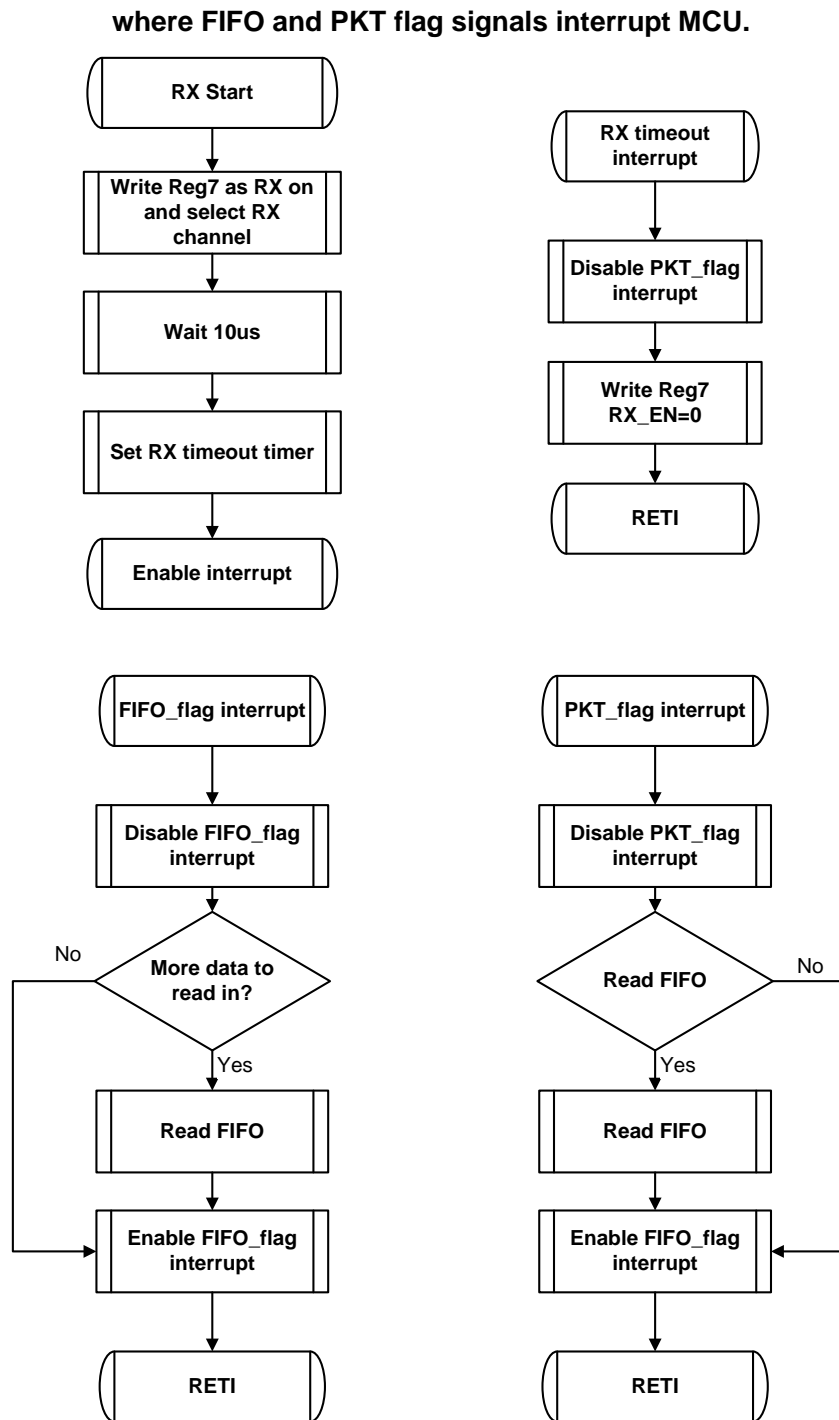 where FIFO and PKT flag signals interrupt MCU.
RX Start
Write Reg7 as RX on
and select RX
channel
Wait 10us
Set RX timeout timer
Enable interrupt
RX timeout
interrupt
Disable PKT_flag
interrupt
Write Reg7
RX_EN=0
RETI
FIFO_flag interrupt
Disable FIFO_flag
interrupt
No
More data to
read in?
Yes
Read FIFO
Enable FIFO_flag
interrupt
RETI
PKT_flag interrupt
Disable PKT_flag
interrupt
Read FIFO
No
Yes
Read FIFO
Enable FIFO_flag
interrupt
RETI